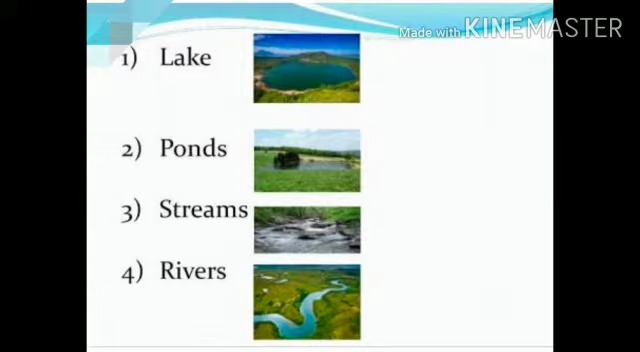 Made with KINEMASTER
1) Lake
2) Ponds
3) Streams
4) Rivers